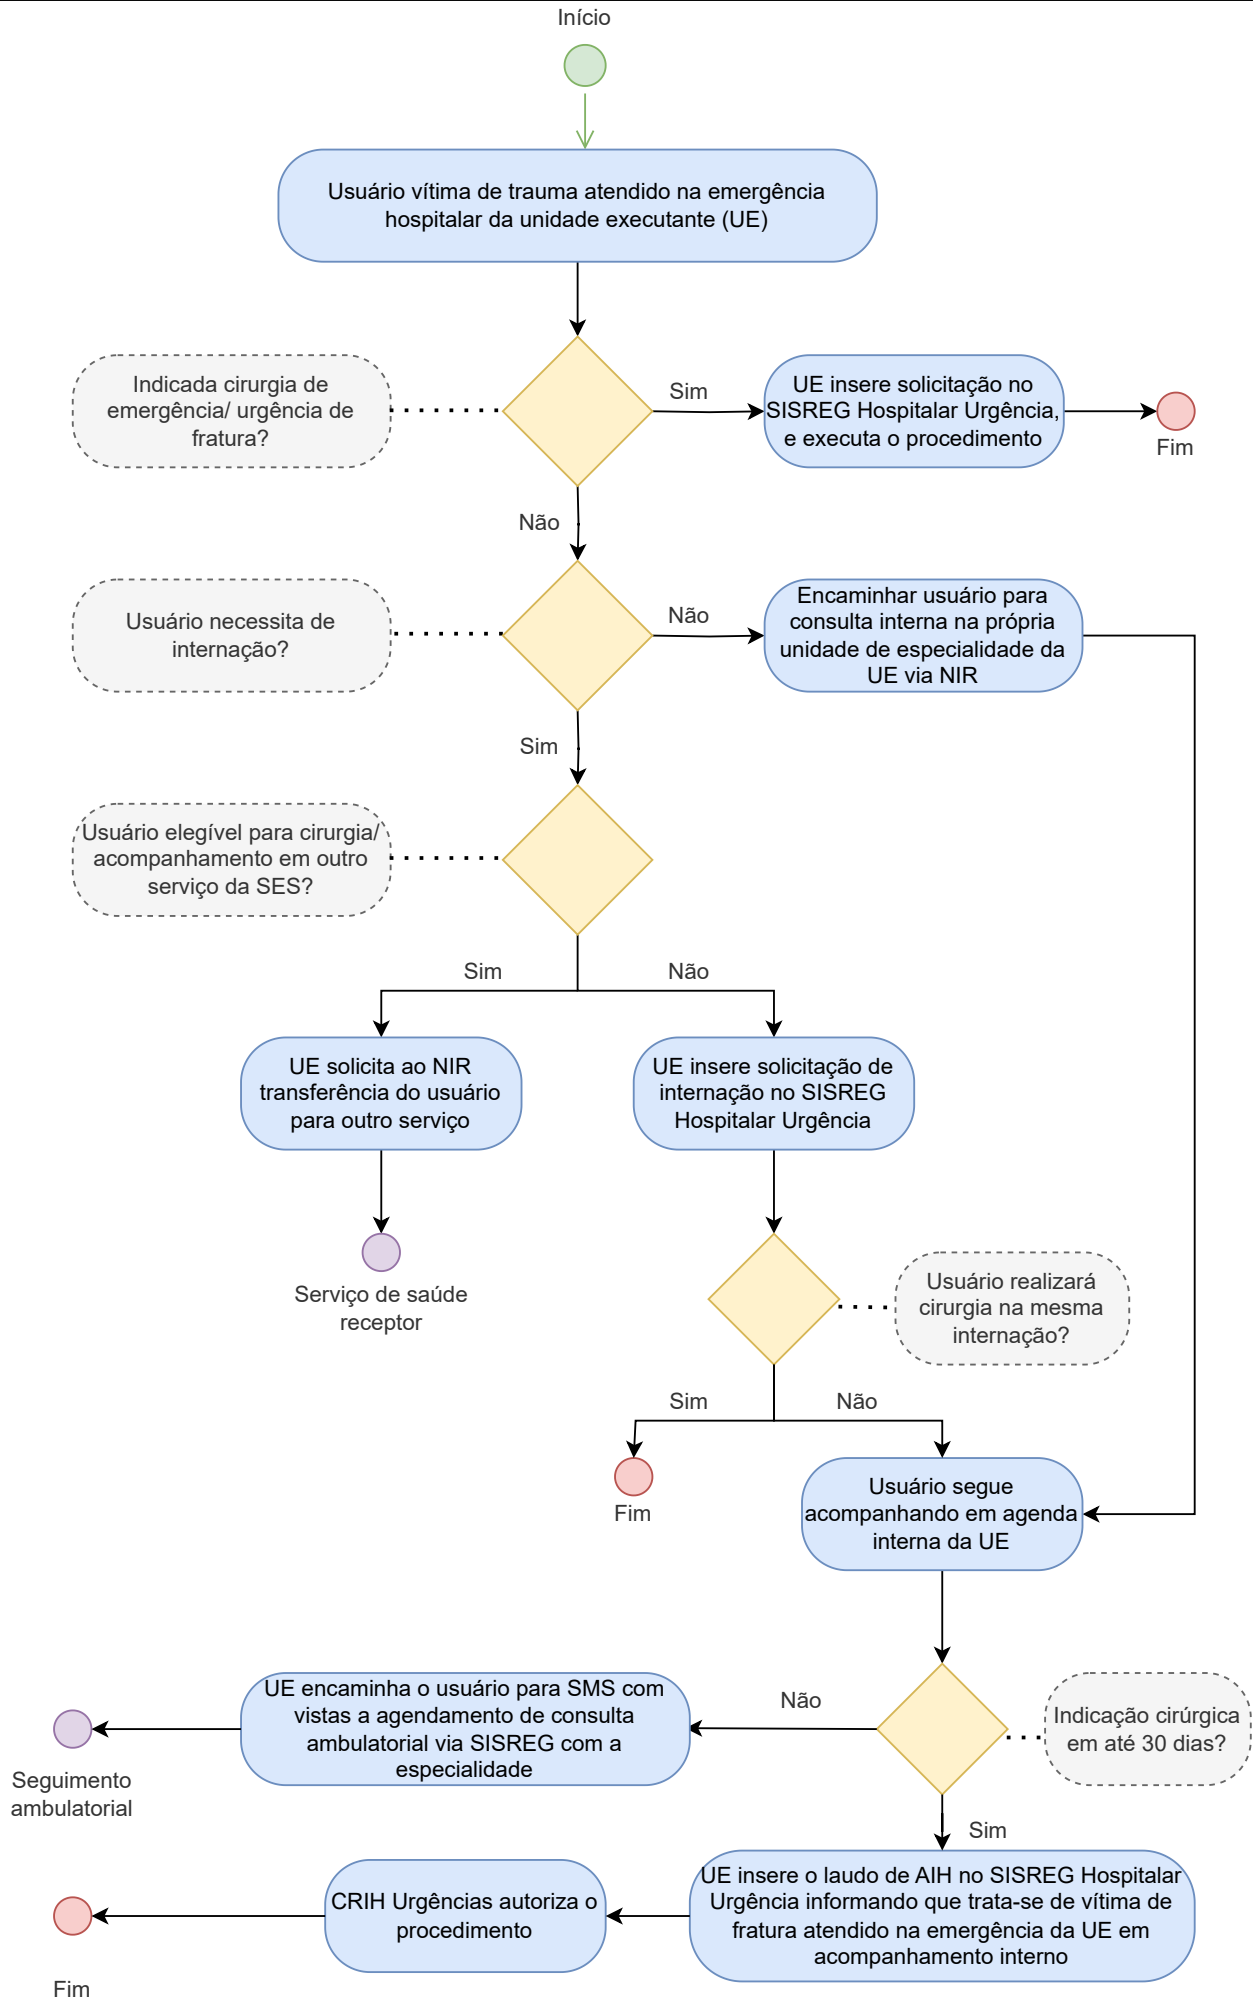 Início
Usuário vítima de trauma atendido na emergência
hospitalar da unidade executante (UE)
Indicada cirurgia de
emergência/ urgência de
fratura?
Sim
UE insere solicitação no
SISREG Hospitalar Urgência,
e executa o procedimento
Fim
Não
Usuário necessita de
internação?
Não
Encaminhar usuário para
consulta interna na própria
unidade de especialidade da
UE via NIR
Sim
Usuário elegível para cirurgia/
acompanhamento em outro
serviço da SES?
Sim
Não
UE solicita ao NIR
transferência do usuário
para outro serviço
UE insere solicitação de
internação no SISREG
Hospitalar Urgência
Serviço de saúde
receptor
Usuário realizará
cirurgia na mesma
internação?
Sim
Não
Fim
Usuário segue
acompanhando em agenda
interna da UE
Indicação cirúrgica
em até 30 dias?
Não
UE encaminha o usuário para SMS com
vistas a agendamento de consulta
ambulatorial via SISREG com a
especialidade
Seguimento
ambulatorial
Sim
UE insere o laudo de AIH no SISREG Hospitalar
Urgência informando que trata-se de vítima de
fratura atendido na emergência da UE em
acompanhamento interno
CRIH Urgências autoriza o
procedimento
Fim